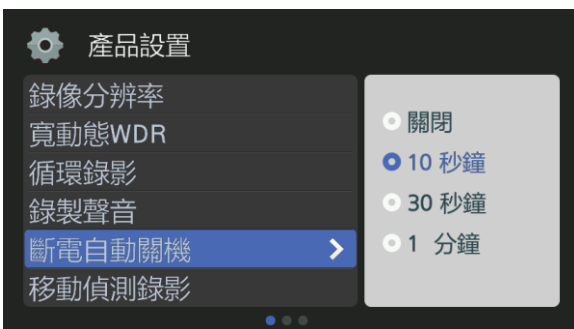 產品設置
錄像分辨率
寬動態WDR
循環錄影
錄製聲音
斷電自動關機
移動偵測錄影
關閉
10 秒鐘
30 秒鐘
1 分鐘